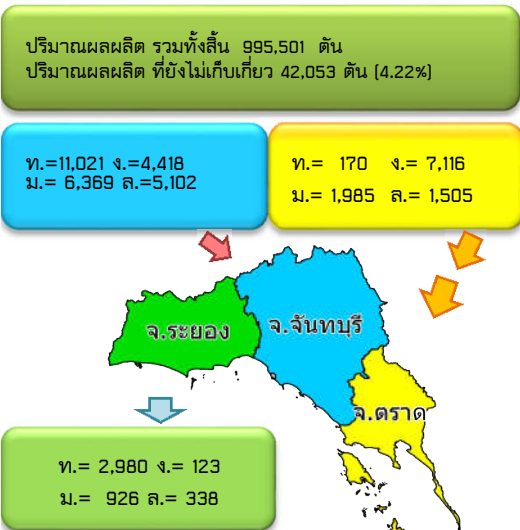 ปริมาณผลผลิต รวมทั้งสิ้น 995,501 ตัน
ปริมาณผลผลิต ที่ยังไม่เก็บเกี่ยว 42,053 ตัน (4.22%)
ท.=11,021 ง.=4,418
ม.= 6,369 ล.=5,102
ท.= 170 ง.= 7,116
ม.= 1,985 ล.= 1,505
จ.ระยอง
จ.จันทบุรี
จ.ตราด
ท.= 2,980 ง.= 123
ม.= 926 ล.= 338